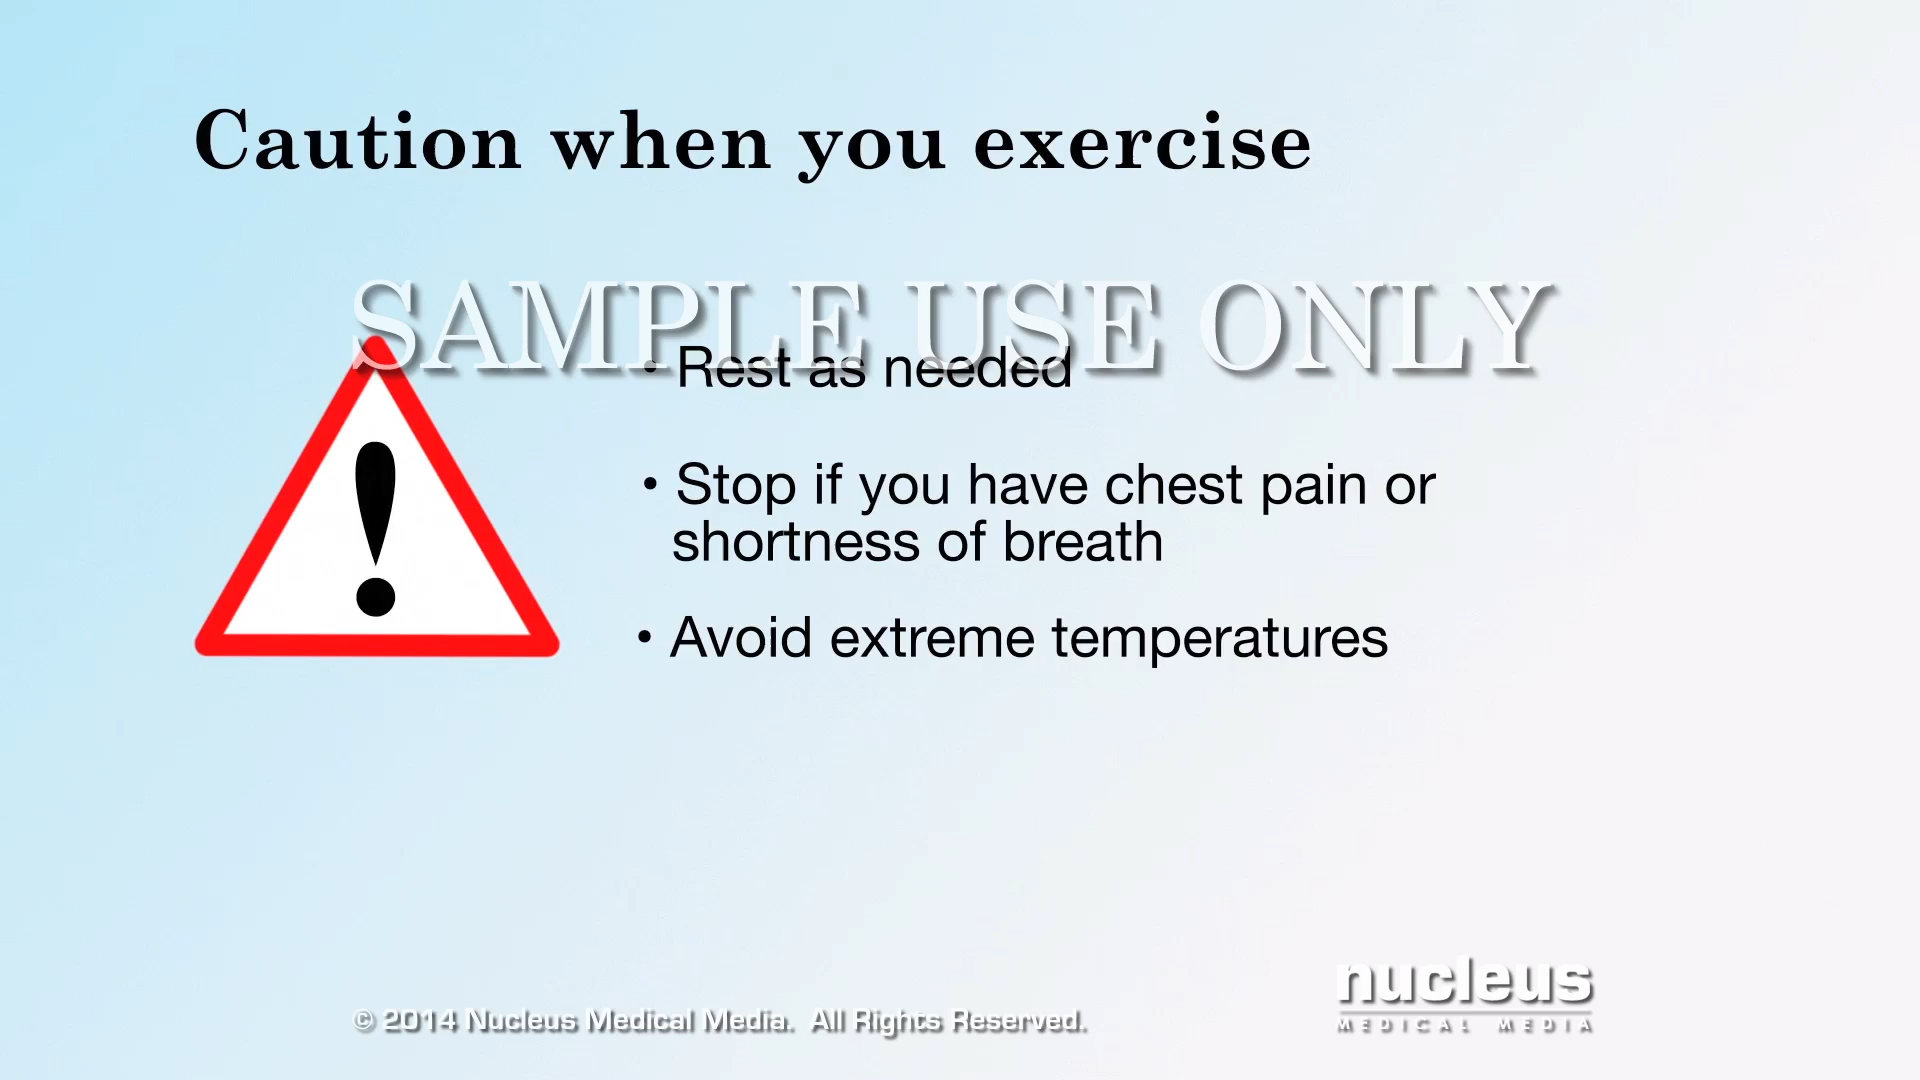 Caution when you exercise
SAMPLE USE ONLY
• Rest as needed
!
• Stop if you have chest pain or
shortness of breath
• Avoid extreme temperatures
nucleus
MEDICAL MEDIA
© 2014 Nucleus Medical Media. All Rights Reserved.